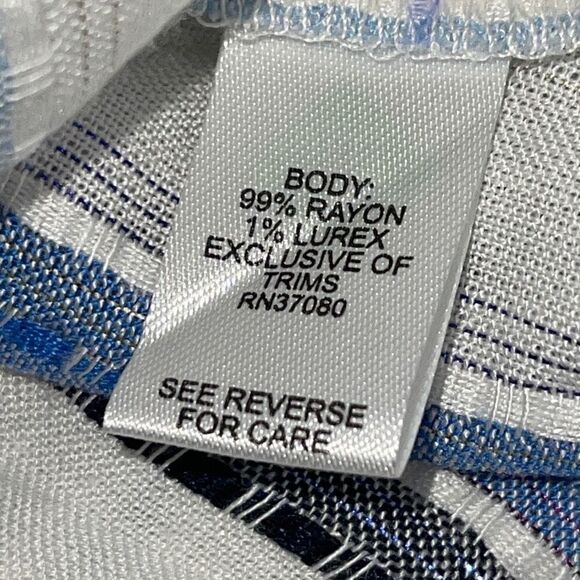 BODY:
99% RAYON
1% LUREX
EXCLUSIVE OF
TRIMS
RN37080
SEE REVERSE
FOR CARE